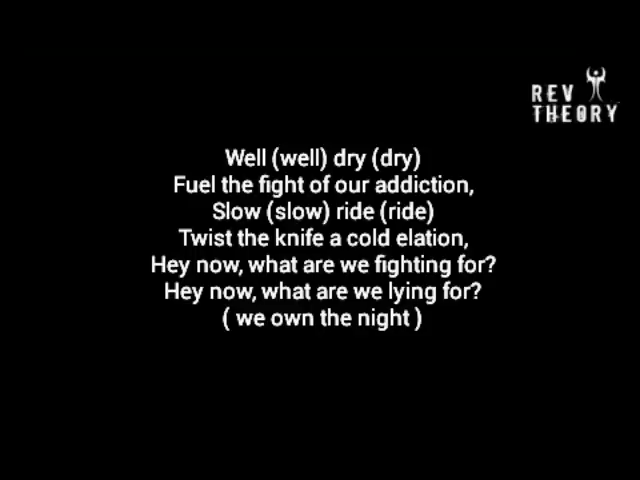 REV
THEORY
Well (well) dry (dry)
Fuel the fight of our addiction,
Slow (slow) ride (ride)
Twist the knife a cold elation,
Hey now, what are we fighting for?
Hey now, what are we lying for?
( we own the night )